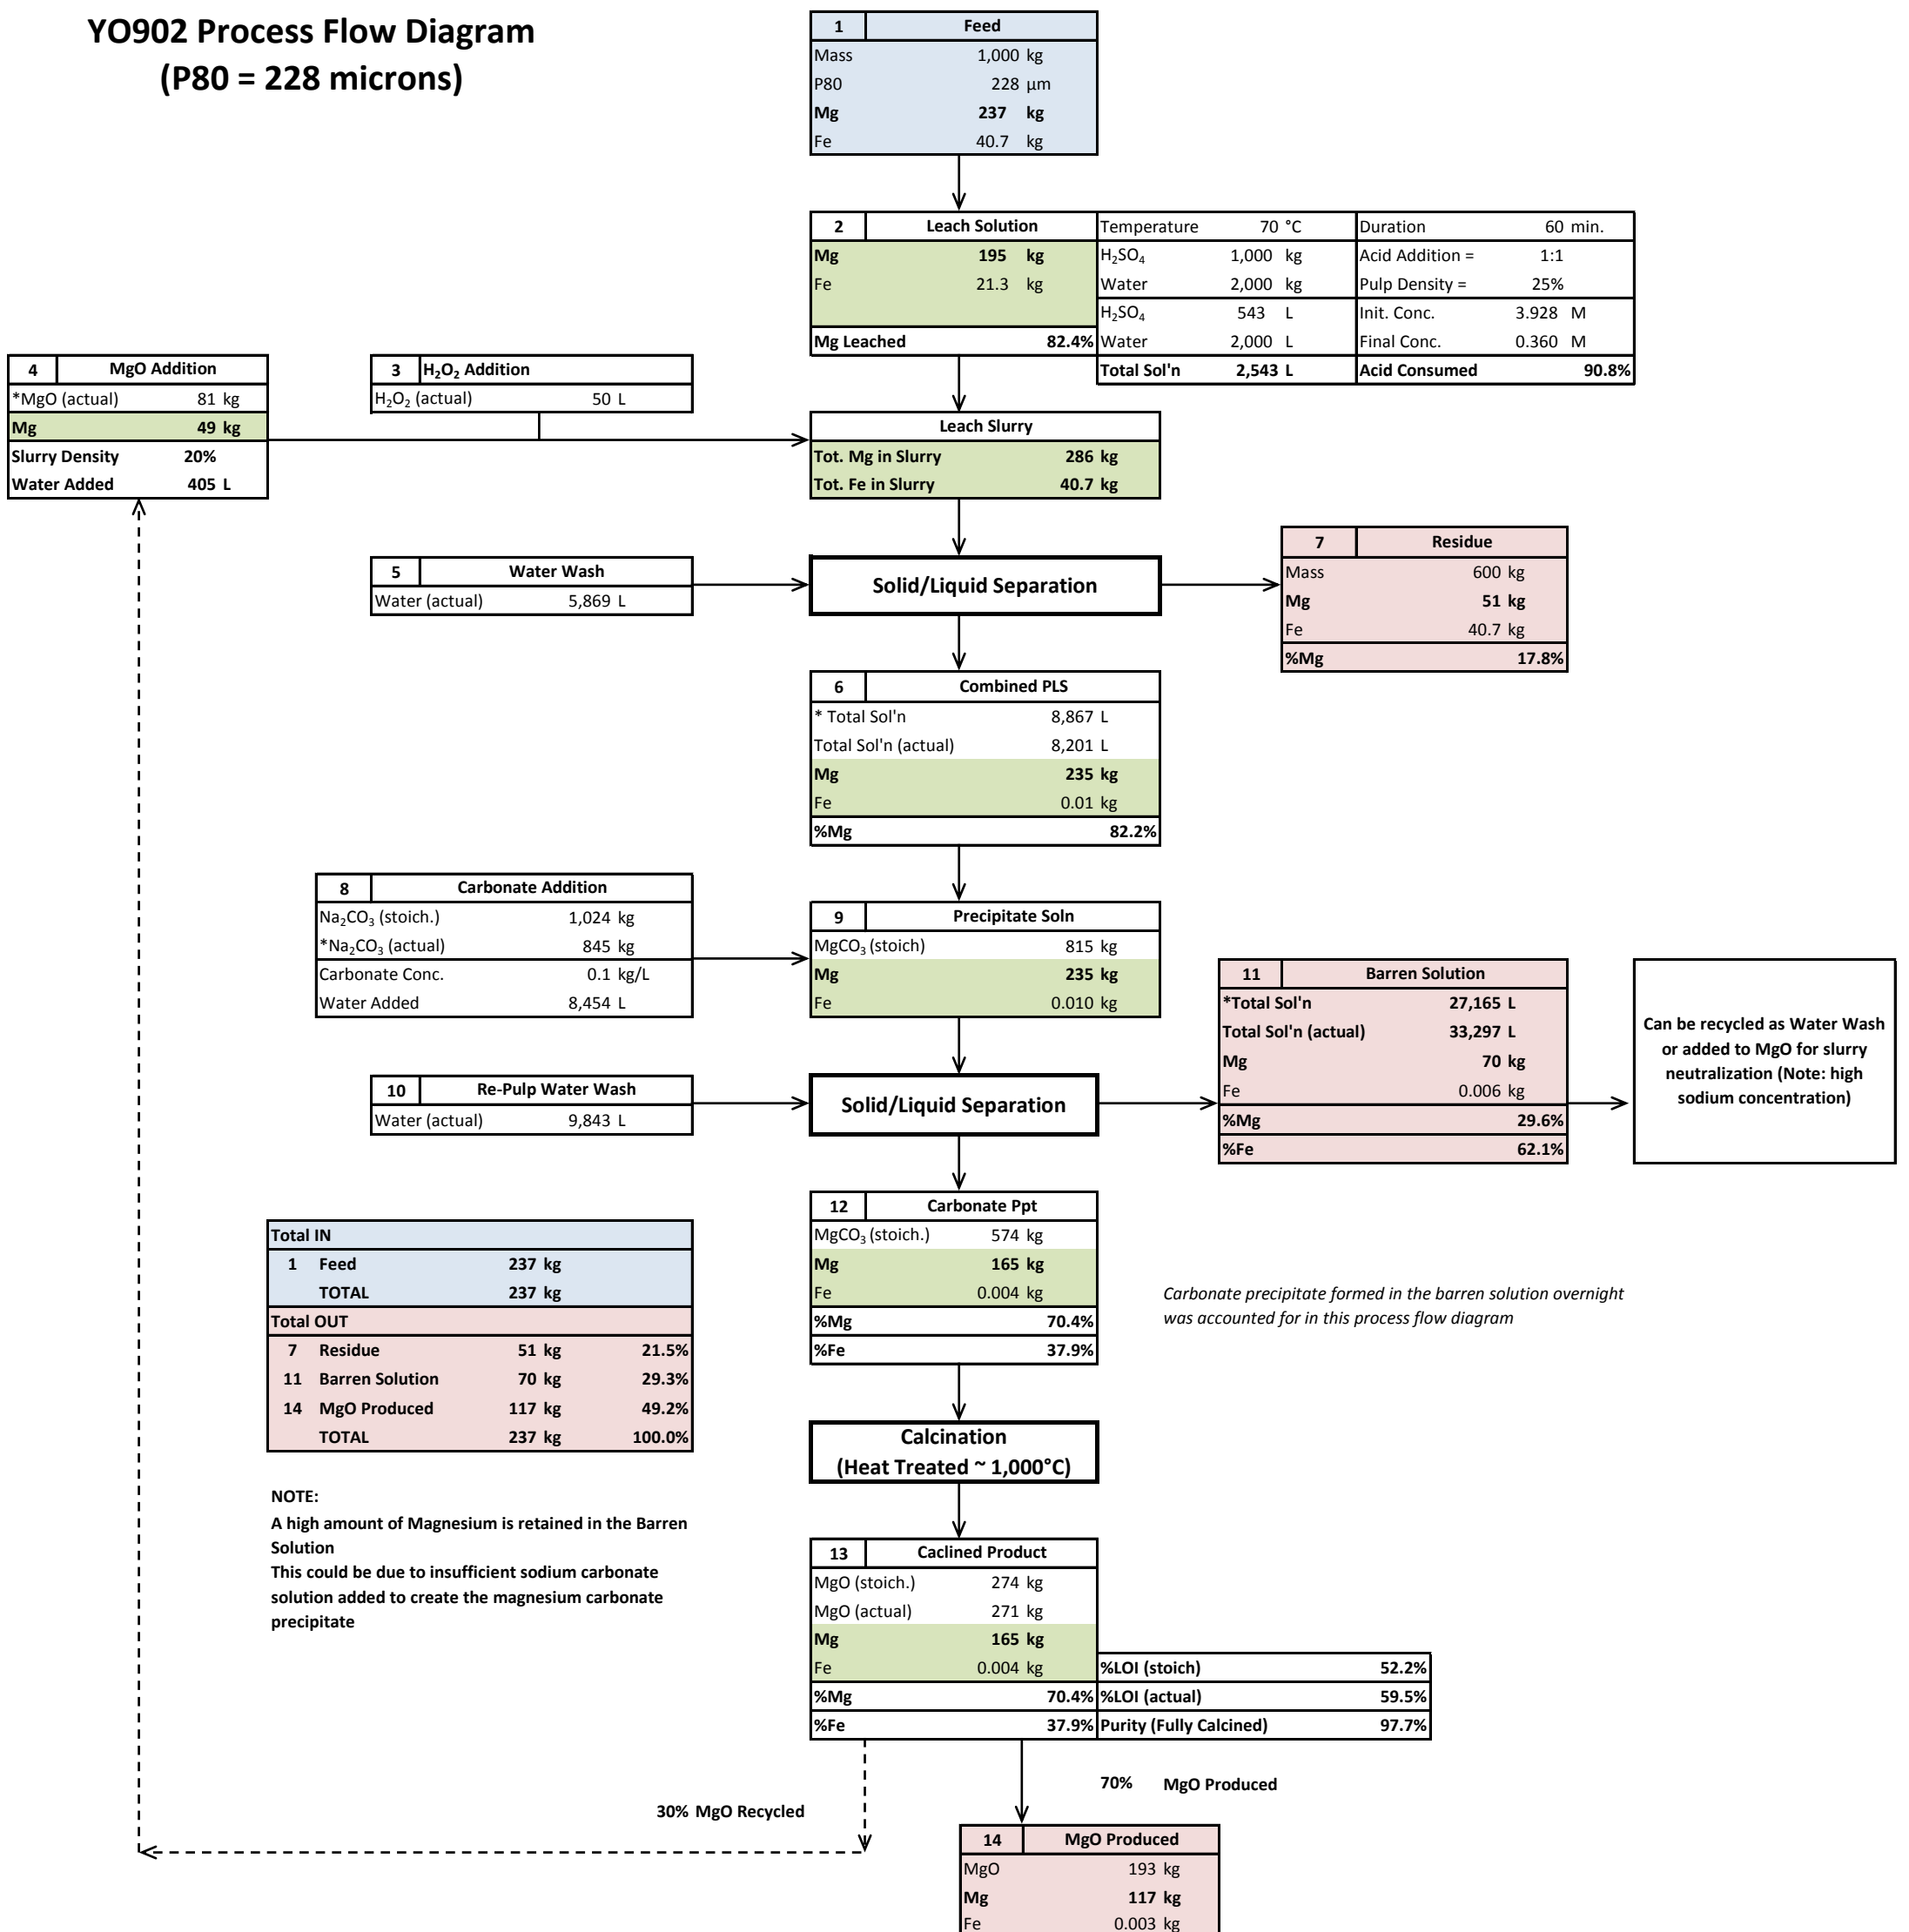 YO902 Process Flow Diagram
(P80 = 228 microns)
1 Feed
Mass 1,000 kg
P80 228 µm
Mg 237 kg
Fe 40.7 kg
2 Leach Solution
Mg 195 kg
Fe 21.3 kg
Mg Leached 82.4%
Temperature 70 °C
H₂SO₄ 1,000 kg
Water 2,000 kg
H₂SO₄ 543 L
Water 2,000 L
Total Sol'n 2,543 L
Duration 60 min.
Acid Addition = 1:1
Pulp Density = 25%
Init. Conc. 3.928 M
Final Conc. 0.360 M
Acid Consumed 90.8%
4 MgO Addition
*MgO (actual) 81 kg
Mg 49 kg
Slurry Density 20%
Water Added 405 L
3 H₂O₂ Addition
H₂O₂ (actual) 50 L
Leach Slurry
Tot. Mg in Slurry 286 kg
Tot. Fe in Slurry 40.7 kg
5 Water Wash
Water (actual) 5,869 L
Solid/Liquid Separation
7 Residue
Mass 600 kg
Mg 51 kg
Fe 40.7 kg
%Mg 17.8%
6 Combined PLS
* Total Sol'n 8,867 L
Total Sol'n (actual) 8,201 L
Mg 235 kg
Fe 0.01 kg
%Mg 82.2%
8 Carbonate Addition
Na₂CO₃ (stoich.) 1,024 kg
*Na₂CO₃ (actual) 845 kg
Carbonate Conc. 0.1 kg/L
Water Added 8,454 L
9 Precipitate Soln
MgCO₃ (stoich) 815 kg
Mg 235 kg
Fe 0.010 kg
10 Re-Pulp Water Wash
Water (actual) 9,843 L
Solid/Liquid Separation
11 Barren Solution
*Total Sol'n 27,165 L
Total Sol'n (actual) 33,297 L
Mg 70 kg
Fe 0.006 kg
%Mg 29.6%
%Fe 62.1%
Can be recycled as Water Wash
or added to MgO for slurry
neutralization (Note: high
sodium concentration)
12 Carbonate Ppt
MgCO₃ (stoich.) 574 kg
Mg 165 kg
Fe 0.004 kg
%Mg 70.4%
%Fe 37.9%
Carbonate precipitate formed in the barren solution overnight
was accounted for in this process flow diagram
Total IN
1 Feed 237 kg
TOTAL 237 kg
Total OUT
7 Residue 51 kg 21.5%
11 Barren Solution 70 kg 29.3%
14 MgO Produced 117 kg 49.2%
TOTAL 237 kg 100.0%
NOTE:
A high amount of Magnesium is retained in the Barren
Solution
This could be due to insufficient sodium carbonate
solution added to create the magnesium carbonate
precipitate
Calcination
(Heat Treated ~ 1,000°C)
13 Caclined Product
MgO (stoich.) 274 kg
MgO (actual) 271 kg
Mg 165 kg
Fe 0.004 kg
%Mg 70.4%
%Fe 37.9%
%LOI (stoich) 52.2%
%LOI (actual) 59.5%
Purity (Fully Calcined) 97.7%
70% MgO Produced
30% MgO Recycled
14 MgO Produced
MgO 193 kg
Mg 117 kg
Fe 0.003 kg